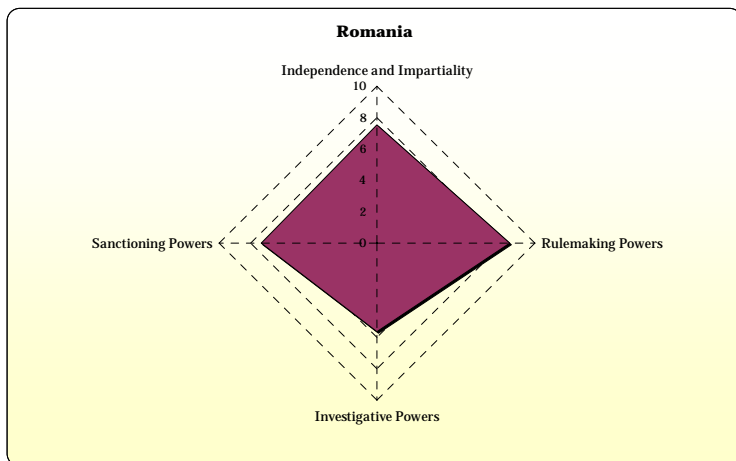 Romania
Independence and Impartiality
10
8
6
4
2
0
Sanctioning Powers
Rulemaking Powers
Investigative Powers